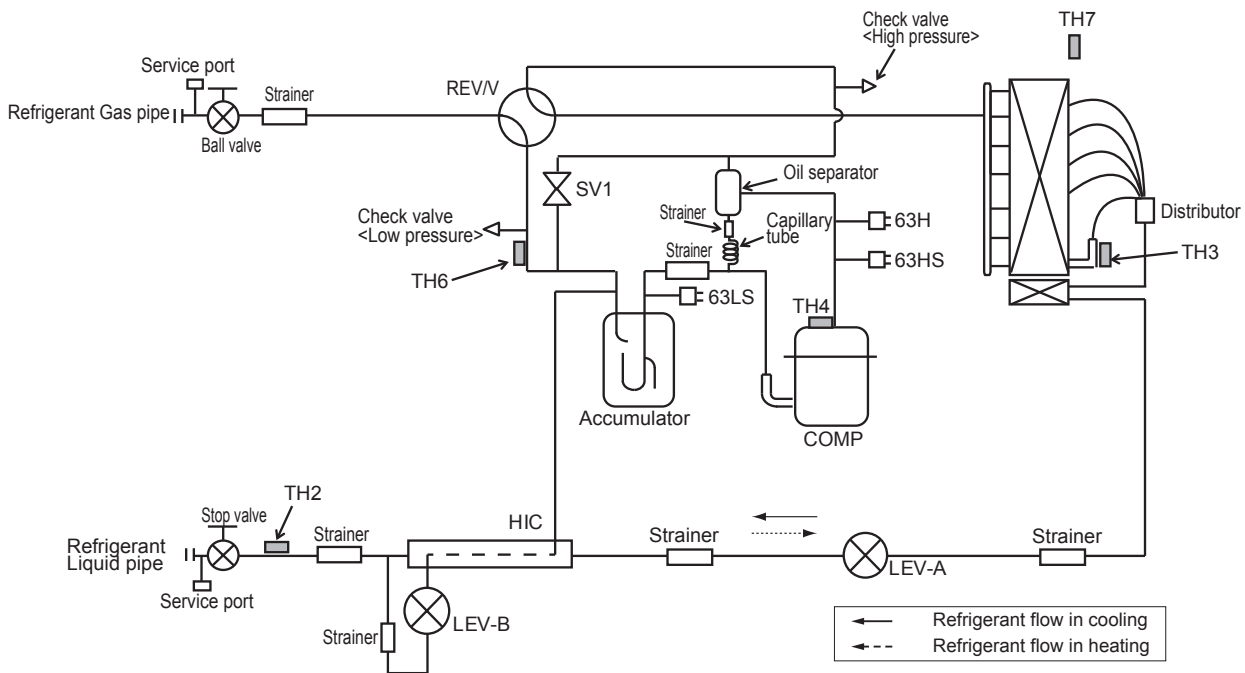 Check valve
<High pressure>
TH7
Service port
REV/V
Strainer
Refrigerant Gas pipe
Ball valve
Oil separator
SV1
Strainer
Capillary
tube
63H
Distributor
Check valve
<Low pressure>
Strainer
63HS
TH3
TH6
63LS
TH4
Accumulator
COMP
TH2
Stop valve
Strainer
HIC
Strainer
Strainer
Refrigerant
Liquid pipe
LEV-A
Service port
LEV-B
Strainer
Refrigerant flow in cooling
Refrigerant flow in heating